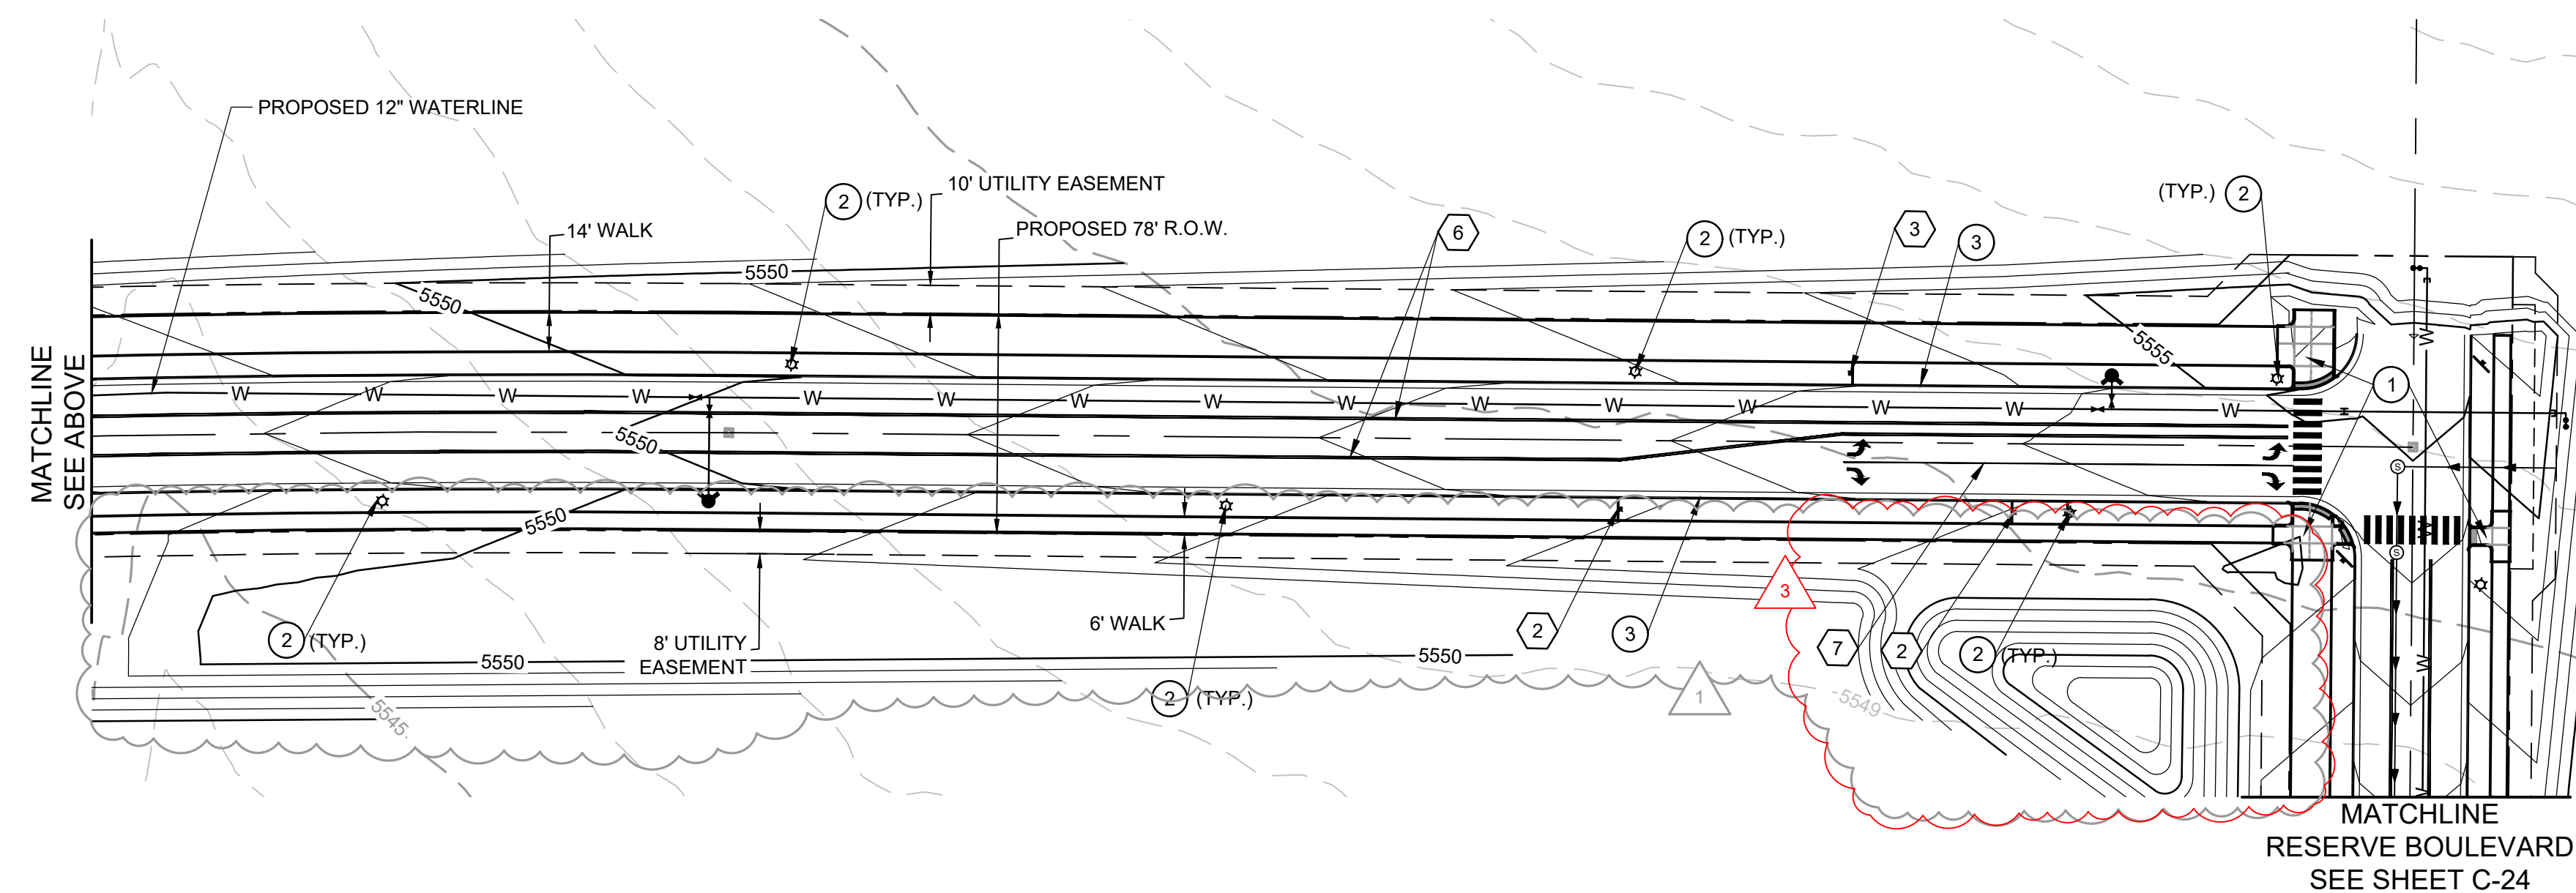 PROPOSED 12" WATERLINE
MATCHLINE
SEE ABOVE
14' WALK
2 (TYP.)
10' UTILITY EASEMENT
PROPOSED 78' R.O.W.
6
2 (TYP.)
3
3
(TYP.) 2
5550
5550
5555
1
W W W W W W W W W W W W W W W
W
5550
5550
S
S
W
W
W
2 (TYP.)
8' UTILITY
EASEMENT
6' WALK
2 (TYP.)
2
3
3
7
2
2 (TYP.)
5550
5550
1
5549
5545
MATCHLINE
RESERVE BOULEVARD
SEE SHEET C-24